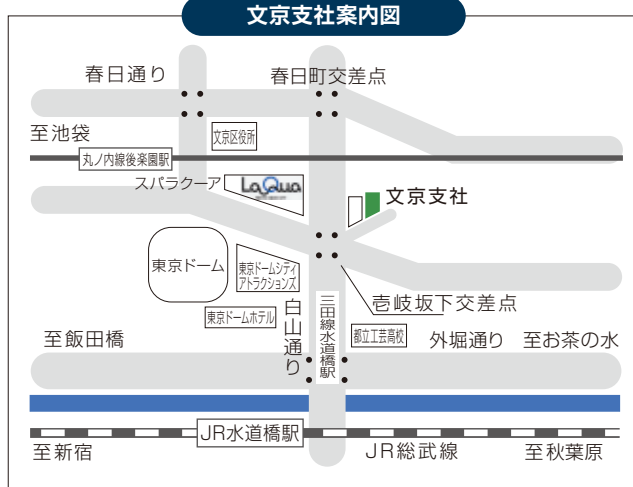 文京支社案内図
春日通り
春日町交差点
至池袋
文京区役所
丸ノ内線後楽園駅
スパラクーア
LaQua
文京支社
東京ドーム
東京ドームシティ
アトラクションズ
壱岐坂下交差点
東京ドームホテル
白山通り
三田線水道橋駅
都立工芸高校
至飯田橋
外堀通り
至お茶の水
JR水道橋駅
至新宿
JR総武線
至秋葉原